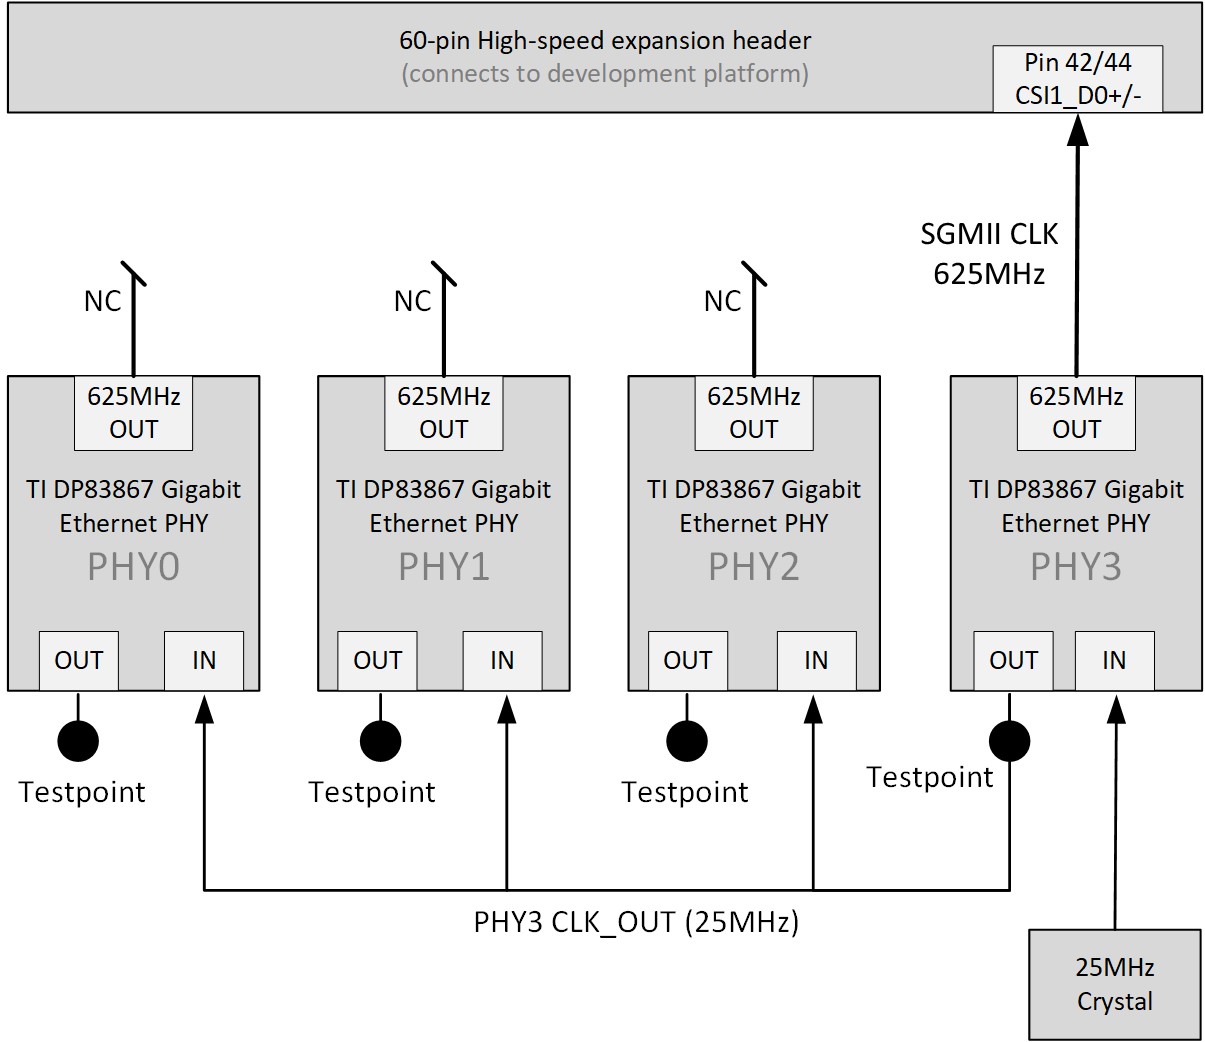 60-pin High-speed expansion header
(connects to development platform)
Pin 42/44
CSI1_D0+/-
SGMII CLK
625MHz
NC
NC
NC
625MHz
OUT
625MHz
OUT
625MHz
OUT
625MHz
OUT
TI DP83867 Gigabit
Ethernet PHY
PHY0
TI DP83867 Gigabit
Ethernet PHY
PHY1
TI DP83867 Gigabit
Ethernet PHY
PHY2
TI DP83867 Gigabit
Ethernet PHY
PHY3
OUT
IN
OUT
IN
OUT
IN
OUT
IN
Testpoint
Testpoint
Testpoint
Testpoint
PHY3 CLK_OUT (25MHz)
25MHz
Crystal